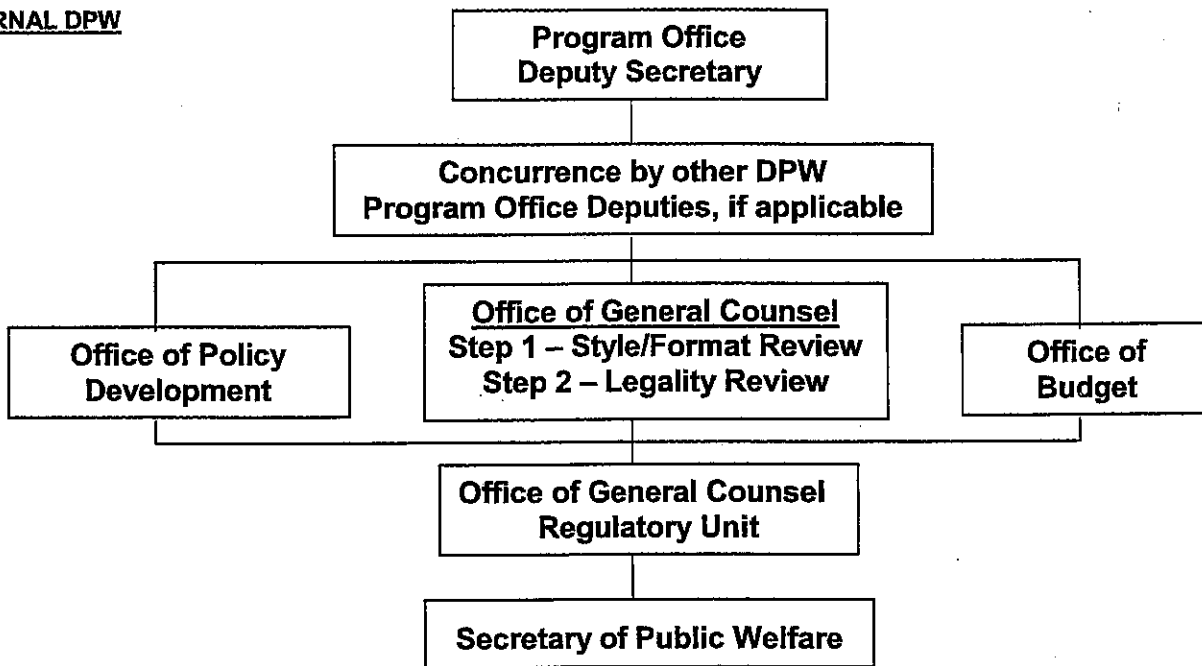 RNAL DPW
Program Office
Deputy Secretary
Concurrence by other DPW
Program Office Deputies, if applicable
Office of Policy
Development
Office of General Counsel
Step 1 – Style/Format Review
Step 2 – Legality Review
Office of
Budget
Office of General Counsel
Regulatory Unit
Secretary of Public Welfare